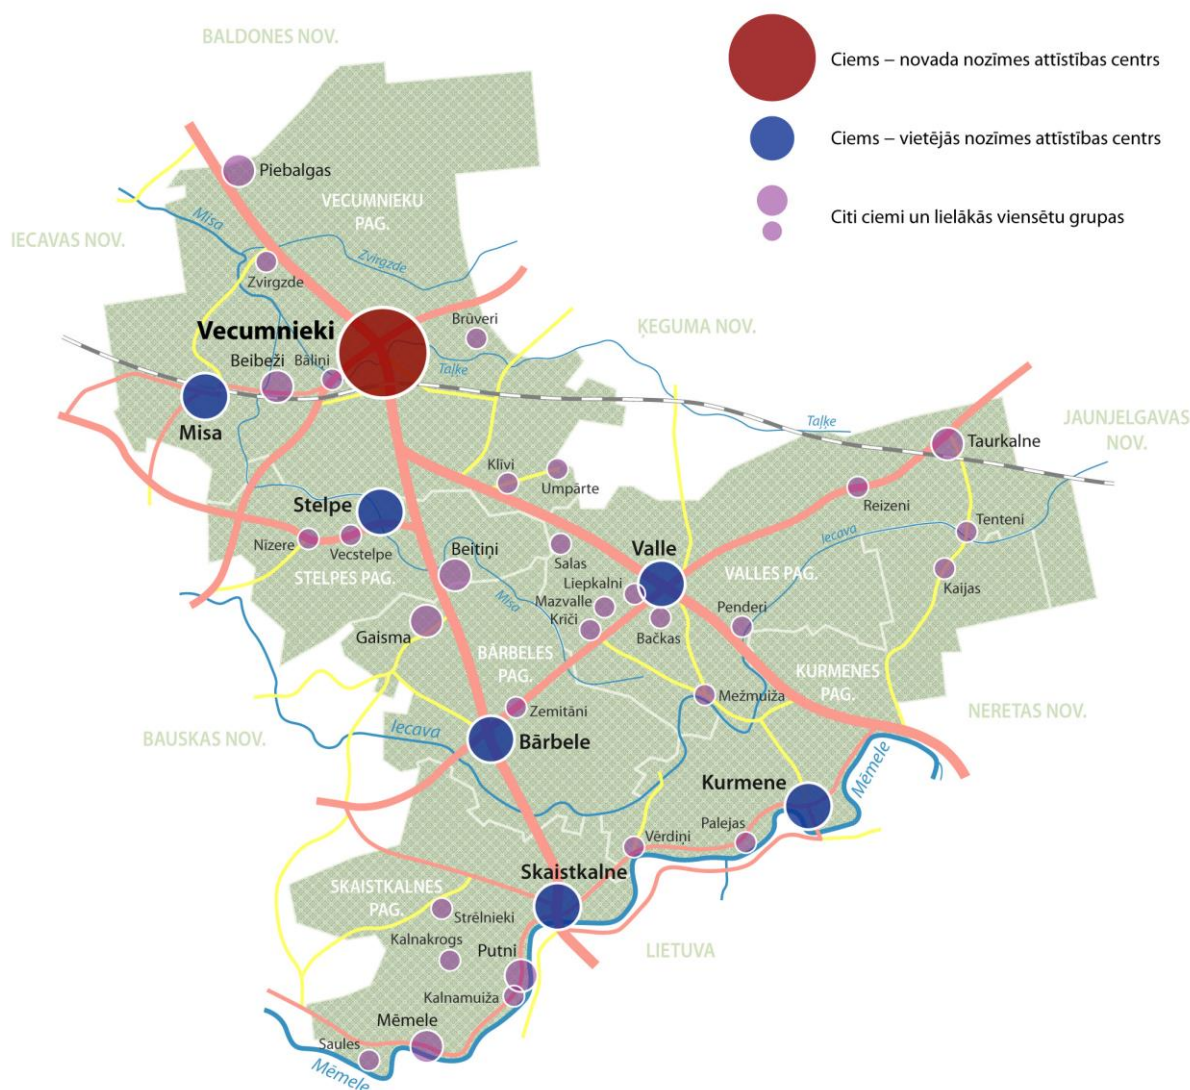 BALDONES NOV.
Ciems – novada nozīmes attīstības centrs
Ciems – vietējās nozīmes attīstības centrs
Citi ciemi un lielākās viensētu grupas
Piebalgas
VECUMNIEKU
PAG.
Misa
IECAVAS NOV.
Zvirgzde
Zvirgzde
Vecumnieki
Brūveri
ĶEGUMA NOV.
Beibeži
Bāliņi
Taļķe
Misa
Taļķe
JAUNJELGAVAS
NOV.
Taurkalne
Klīvi
Umpārte
Stelpe
Reizeni
Tenteni
Iecava
Nīzere
Vecstelpe
STELPES PAG.
Beitiņi
Salas
Valle
Liepkalni
VALLES PAG.
Kaijas
Misa
Mazvalle
Kriči
Bačkas
Penderi
Gaisma
BĀRBELES
PAG.
KURMENES
PAG.
Mežmuiža
Zemitāni
NERETAS NOV.
Iecava
BAUSKAS NOV.
Bārbele
Kurmene
Mēmele
Vērdiņi
Palejas
Skaistkalne
SKAISTKALNES
PAG.
Strēlnieki
Kalnakrogs
Putni
LIETUVA
Kalnamuiža
Mēmele
Saules
Mēmele